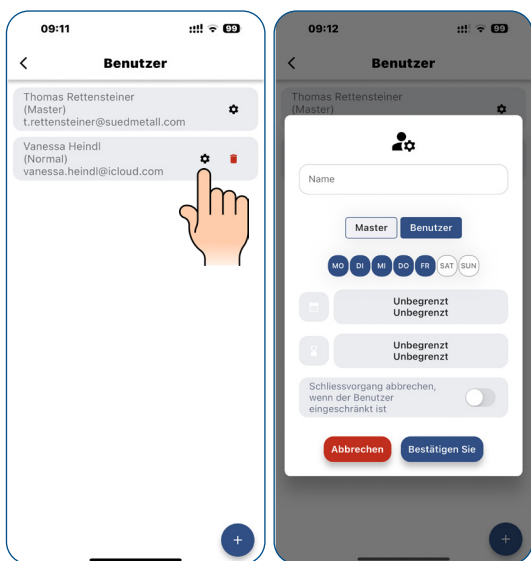 09:11
99
Benutzer
Thomas Rettensteiner
(Master)
t.rettensteiner@suedmetall.com
Vanessa Heindl
(Normal)
vanessa.heindl@icloud.com
+
09:12
99
Benutzer
Thomas Rettensteiner
(Master)
Name
Master Benutzer
MO DI MI DO FR SAT SUN
Unbegrenzt
Unbegrenzt
Unbegrenzt
Unbegrenzt
Schliessvorgang abbrechen,
wenn der Benutzer
eingeschränkt ist
Abbrechen Bestätigen Sie
+